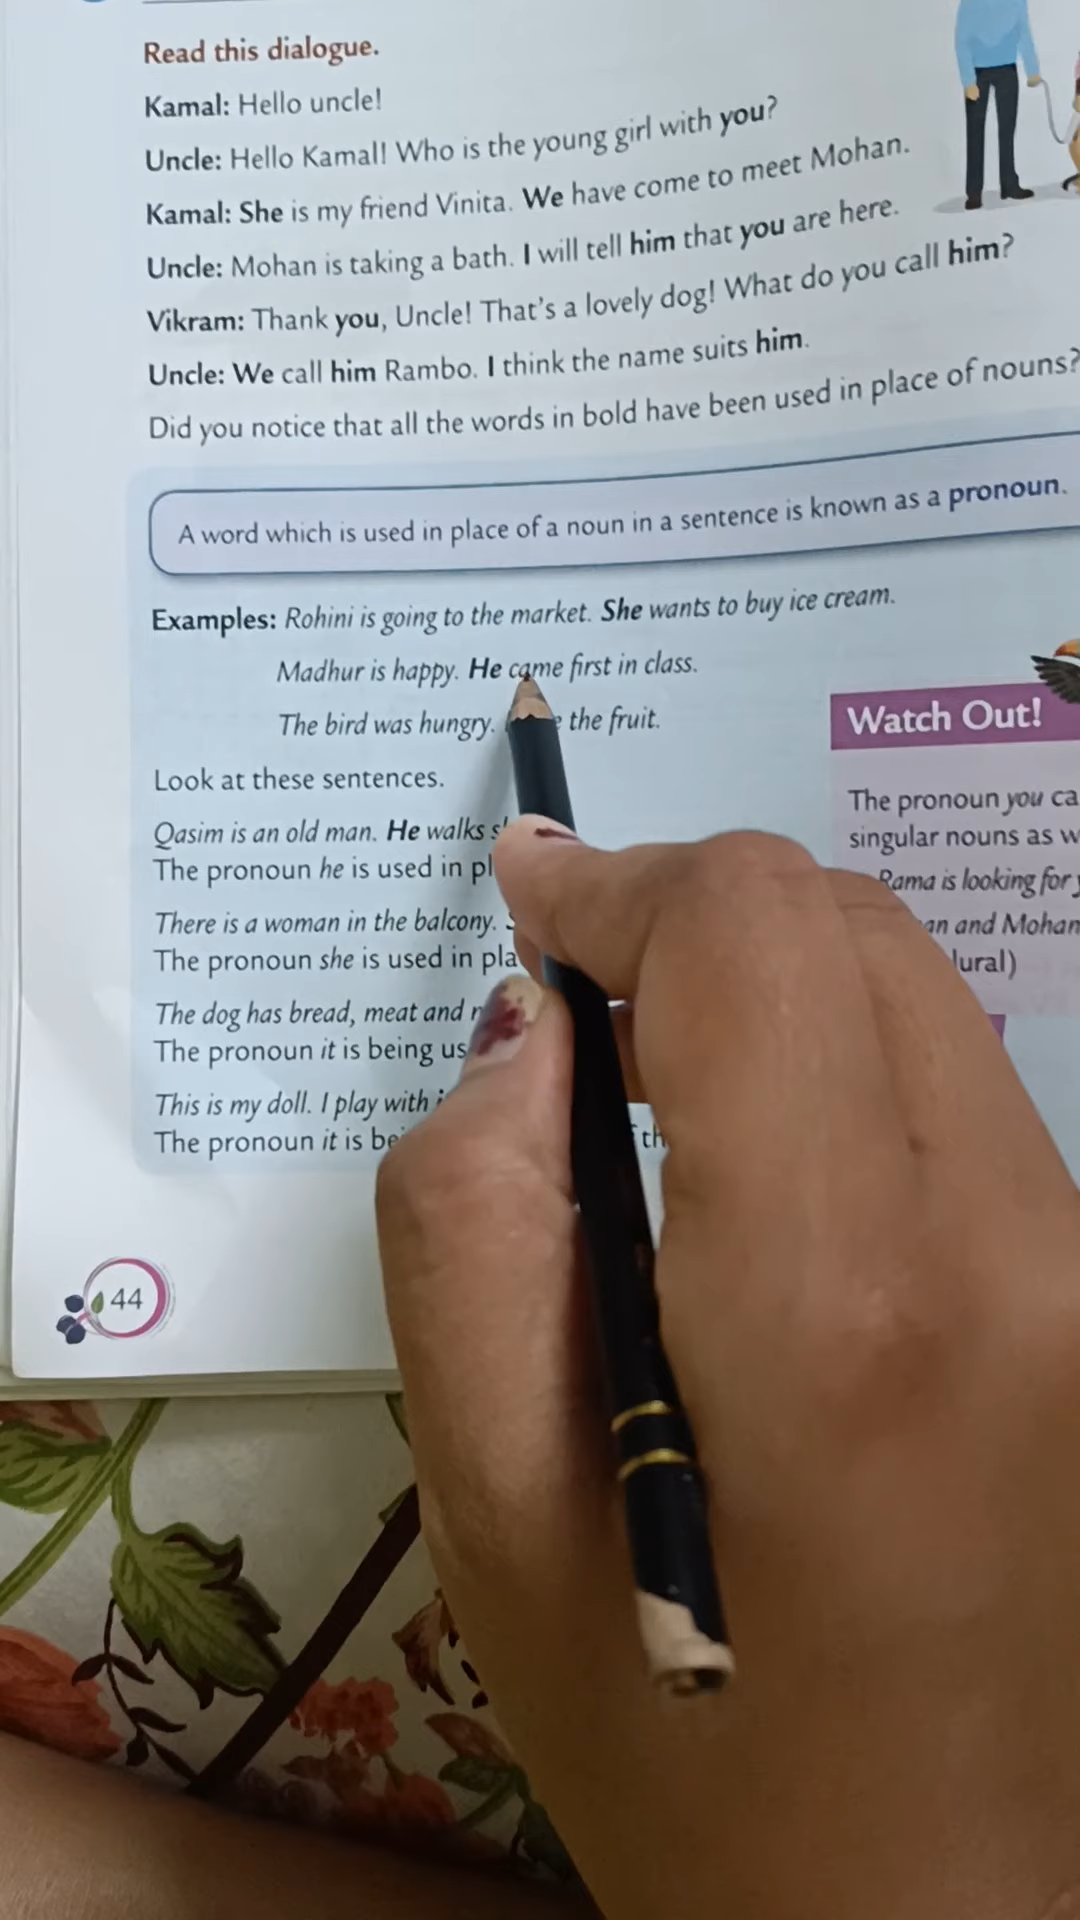 Read this dialogue.
Kamal: Hello uncle!
Uncle: Hello Kamal! Who is the young girl with you?
Kamal: She is my friend Vinita. We have come to meet Mohan.
Uncle: Mohan is taking a bath. I will tell him that you are here.
Vikram: Thank you, Uncle! That's a lovely dog! What do you call him?
Uncle: We call him Rambo. I think the name suits him.
Did you notice that all the words in bold have been used in place of nouns?
A word which is used in place of a noun in a sentence is known as a pronoun.
Examples: Rohini is going to the market. She wants to buy ice cream.
Madhur is happy. He came first in class.
The bird was hungry. the fruit.
Look at these sentences.
Qasim is an old man. He walks
The pronoun he is used in
There is a woman in the balcony.
The pronoun she is used in
The dog has bread, meat and
The pronoun it is being
This is my doll. I play with
The pronoun it is
44
Watch Out!
The pronoun you
singular nouns as
Rama is looking for
and Mohan